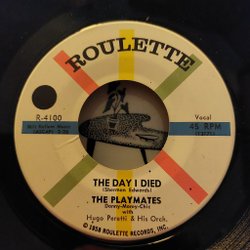 ROULETTE
R-4100
Vocal
45 RPM
THE DAY I DIED
(Sherman Edwards)
THE PLAYMATES
Donny-Morey-Chic
with
Hugo Peretti & His Orch.
© 1958 ROULETTE RECORDS, INC.